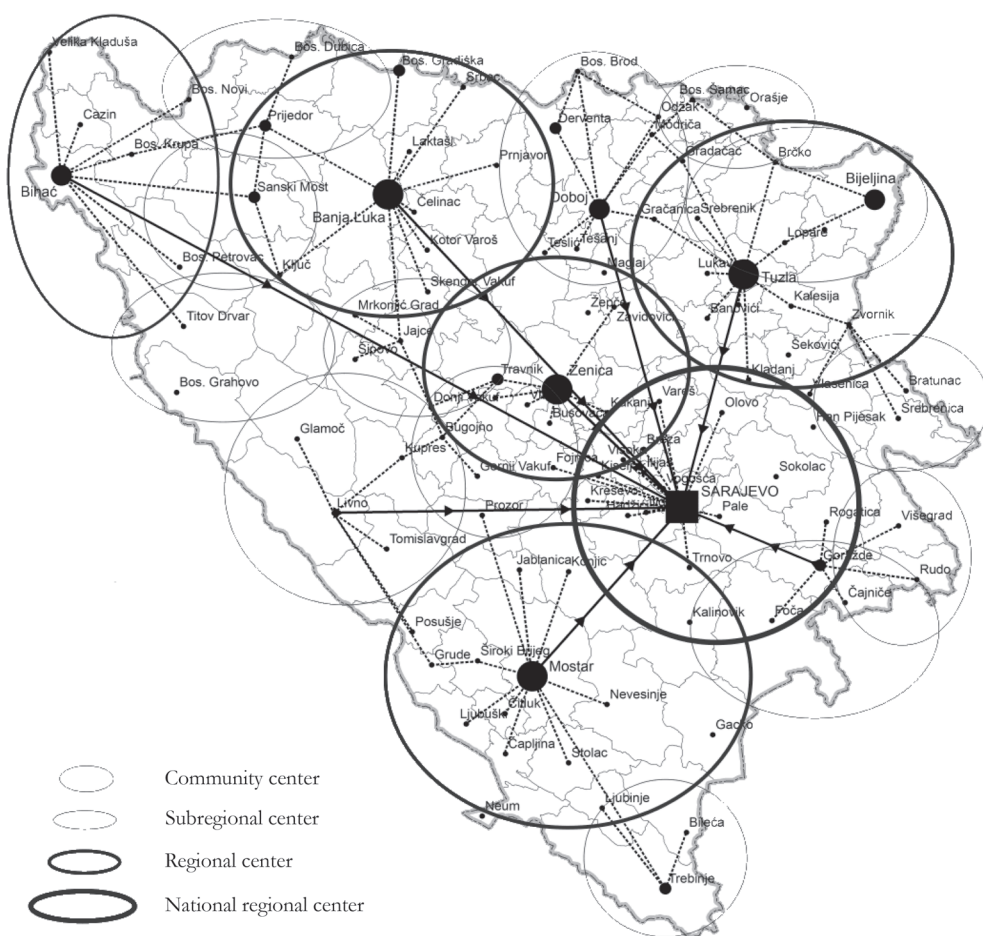 Velika Kladuša
Bos. Dubica
Bos. Gradiška
Bos. Brod
Srbac
Bos. Novi
Bos. Šamac
Orašje
Odžak
Cazin
Prijedor
Derventa
Modriča
Bos. Krupa
Laktaši
Prnjavor
Gradačac
Brčko
Bihać
Sanski Most
Bijeljina
Banja Luka
Čelinac
Doboj
Gračanica
Srebrenik
Lopare
Kotor Varoš
Teslić
Tešanj
Bos. Petrovac
Ključ
Skender Vakuf
Maglaj
Lukavac
Tuzla
Mrkonjić Grad
Žepče
Zavidovići
Banovići
Kalesija
Titov Drvar
Jajce
Zvornik
Šipovo
Šekovići
Bos. Grahovo
Travnik
Zenica
Kladanj
Vlasenica
Bratunac
Donji Vakuf
Busovača
Kakanj
Vareš
Olovo
Han Pijesak
Srebrenica
Glamoč
Bugojno
Kupres
Breza
Visoko
Gornji Vakuf
Fojnica
Kiseljak
Ilijaš
Vogošća
Sokolac
Kreševo
SARAJEVO
Livno
Prozor
Hadžići
Pale
Rogatica
Višegrad
Tomislavgrad
Jablanica
Konjic
Trnovo
Goražde
Rudo
Čajniče
Posušje
Kalinovik
Foča
Grude
Široki Brijeg
Mostar
Nevesinje
Ljubuški
Čitluk
Gacko
Čapljina
Stolac
Community center
Ljubinje
Neum
Bileća
Subregional center
Regional center
Trebinje
National regional center